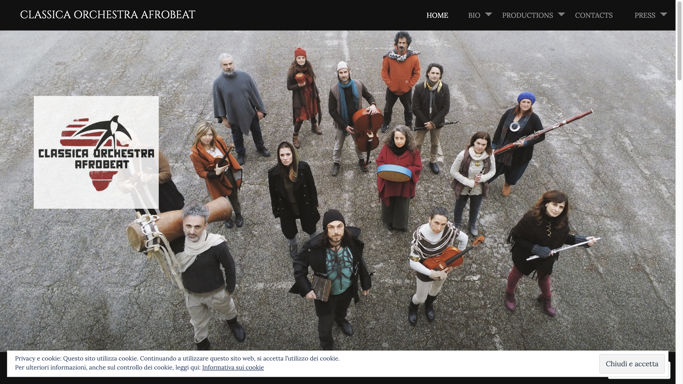 CLASSICA ORCHESTRA AFROBEAT
HOME BIO PRODUCTIONS CONTACTS PRESS
CLASSICA ORCHESTRA
AFROBEAT
Privacy e cookie: Questo sito utilizza cookie. Continuando a utilizzare questo sito web, si accetta l'utilizzo dei cookie.
Per ulteriori informazioni, anche sul controllo dei cookie, leggi qui: Informativa sui cookie
Chiudi e accetta